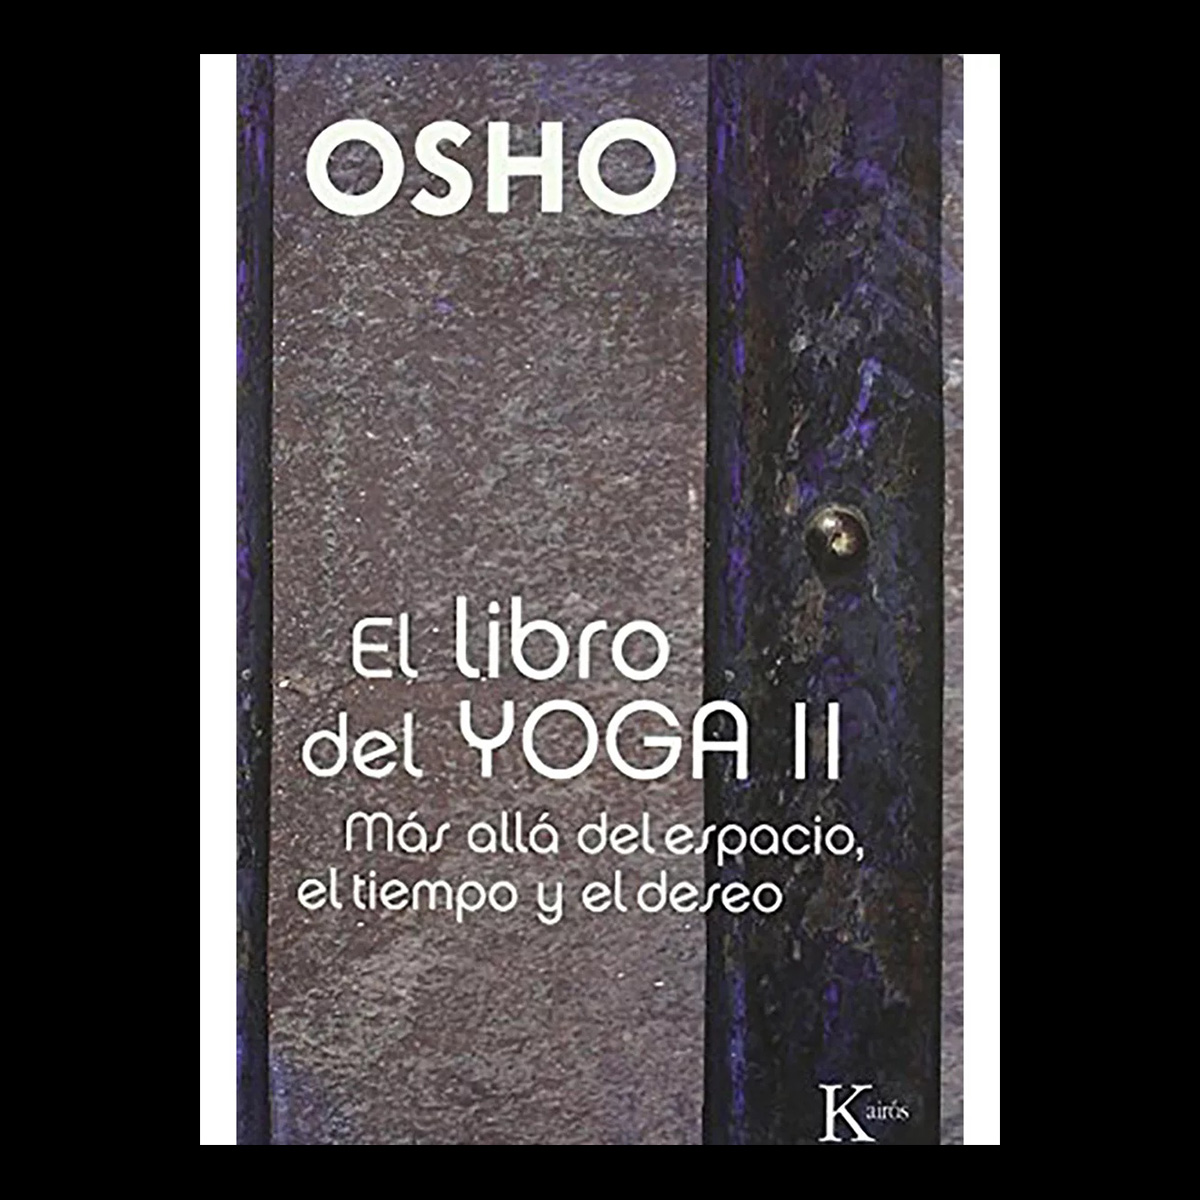 OSHO
El libro
del YOGA II
Más allá del espacio,
el tiempo y el deseo
Kairós